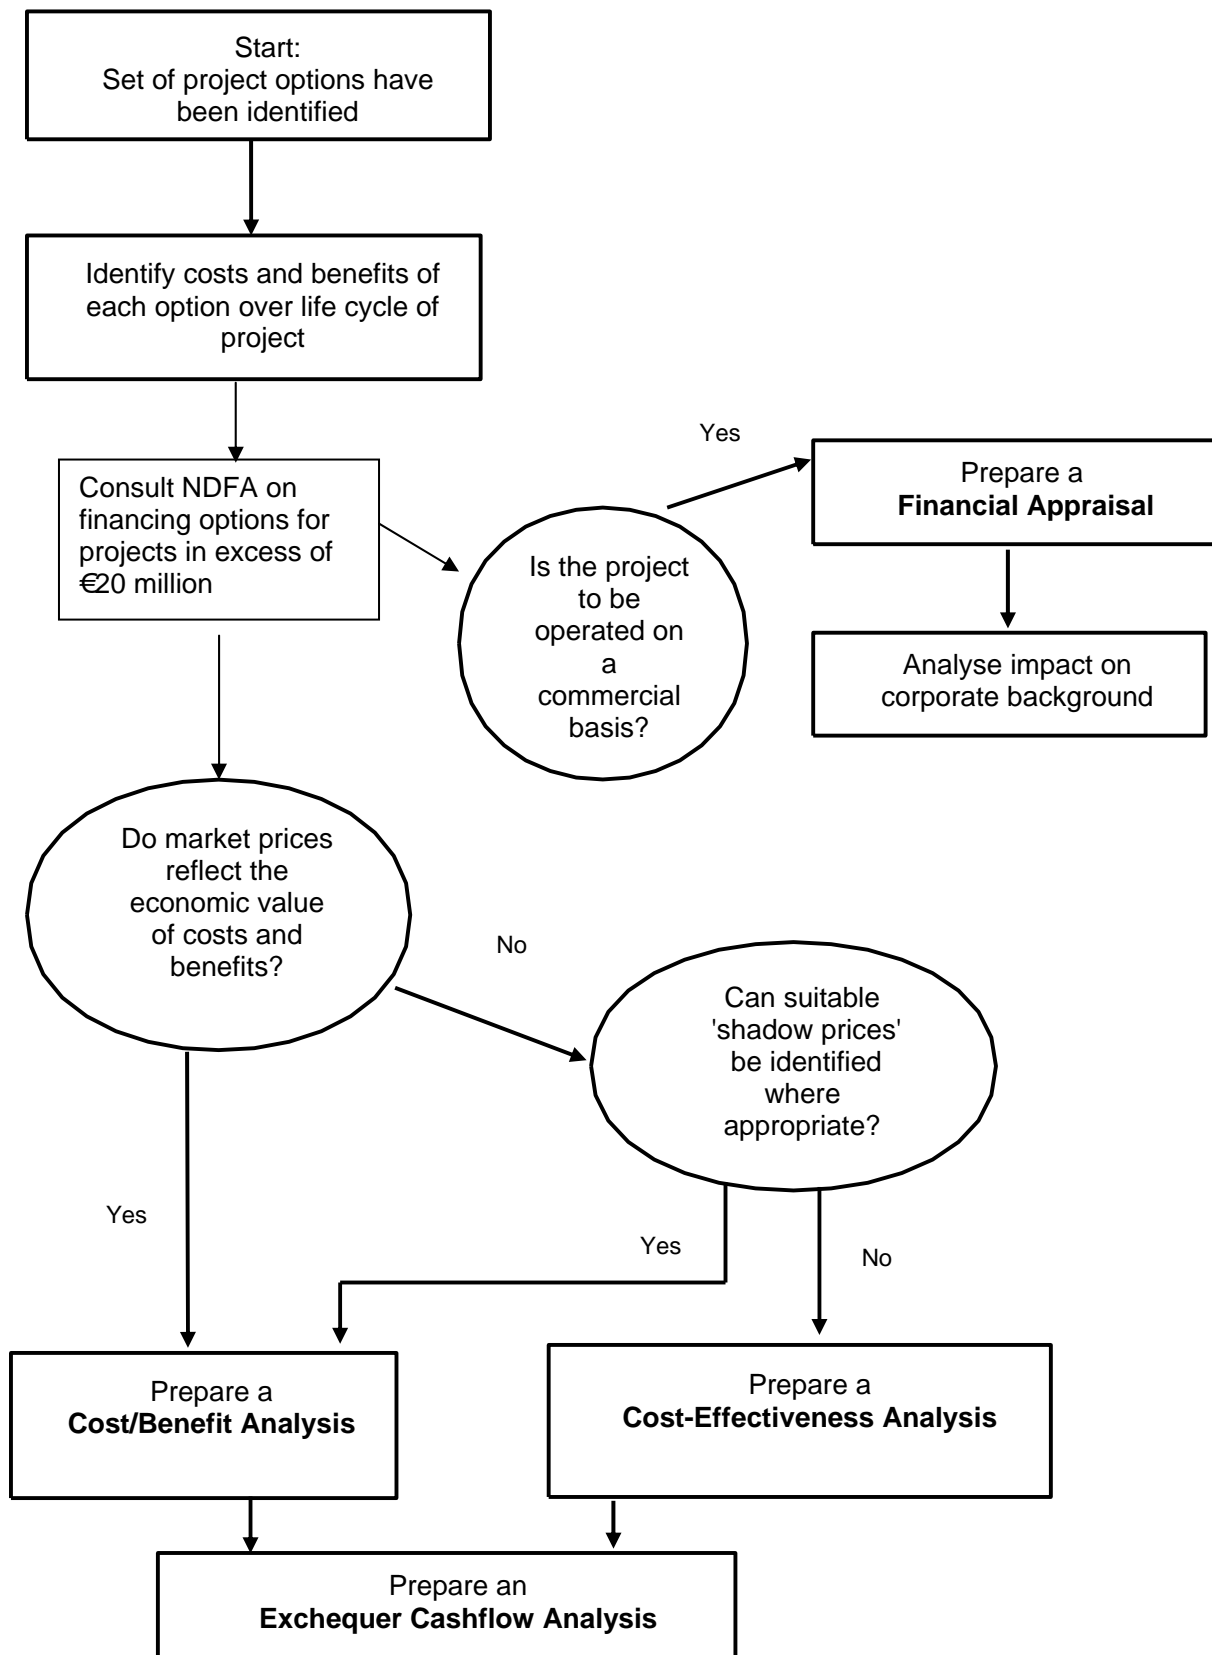 Start:
Set of project options have
been identified
Identify costs and benefits of
each option over life cycle of
project
Consult NDFA on
financing options for
projects in excess of
€20 million
Yes
Is the project
to be
operated on
a
commercial
basis?
Prepare a
Financial Appraisal
Analyse impact on
corporate background
Do market prices
reflect the
economic value
of costs and
benefits?
No
Can suitable
'shadow prices'
be identified
where
appropriate?
Yes
Yes
No
Prepare a
Cost/Benefit Analysis
Prepare a
Cost-Effectiveness Analysis
Prepare an
Exchequer Cashflow Analysis